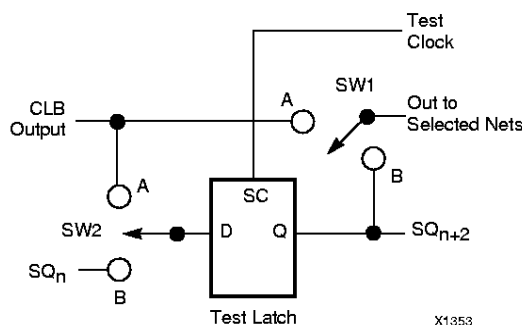 Test
Clock
SW1
A
CLB
Output
Out to
Selected Nets
A
B
SC
SW2
D
Q
SQn+2
SQn
B
Test Latch
X1353